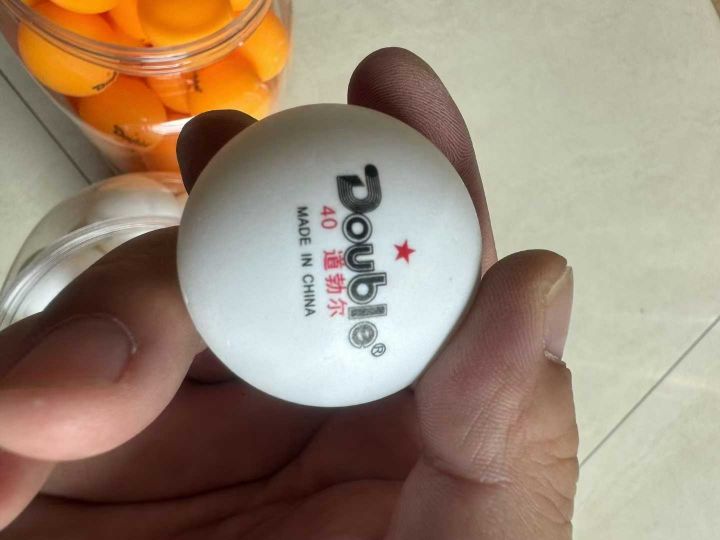 ★
Double®
40 道勃尔
MADE IN CHINA